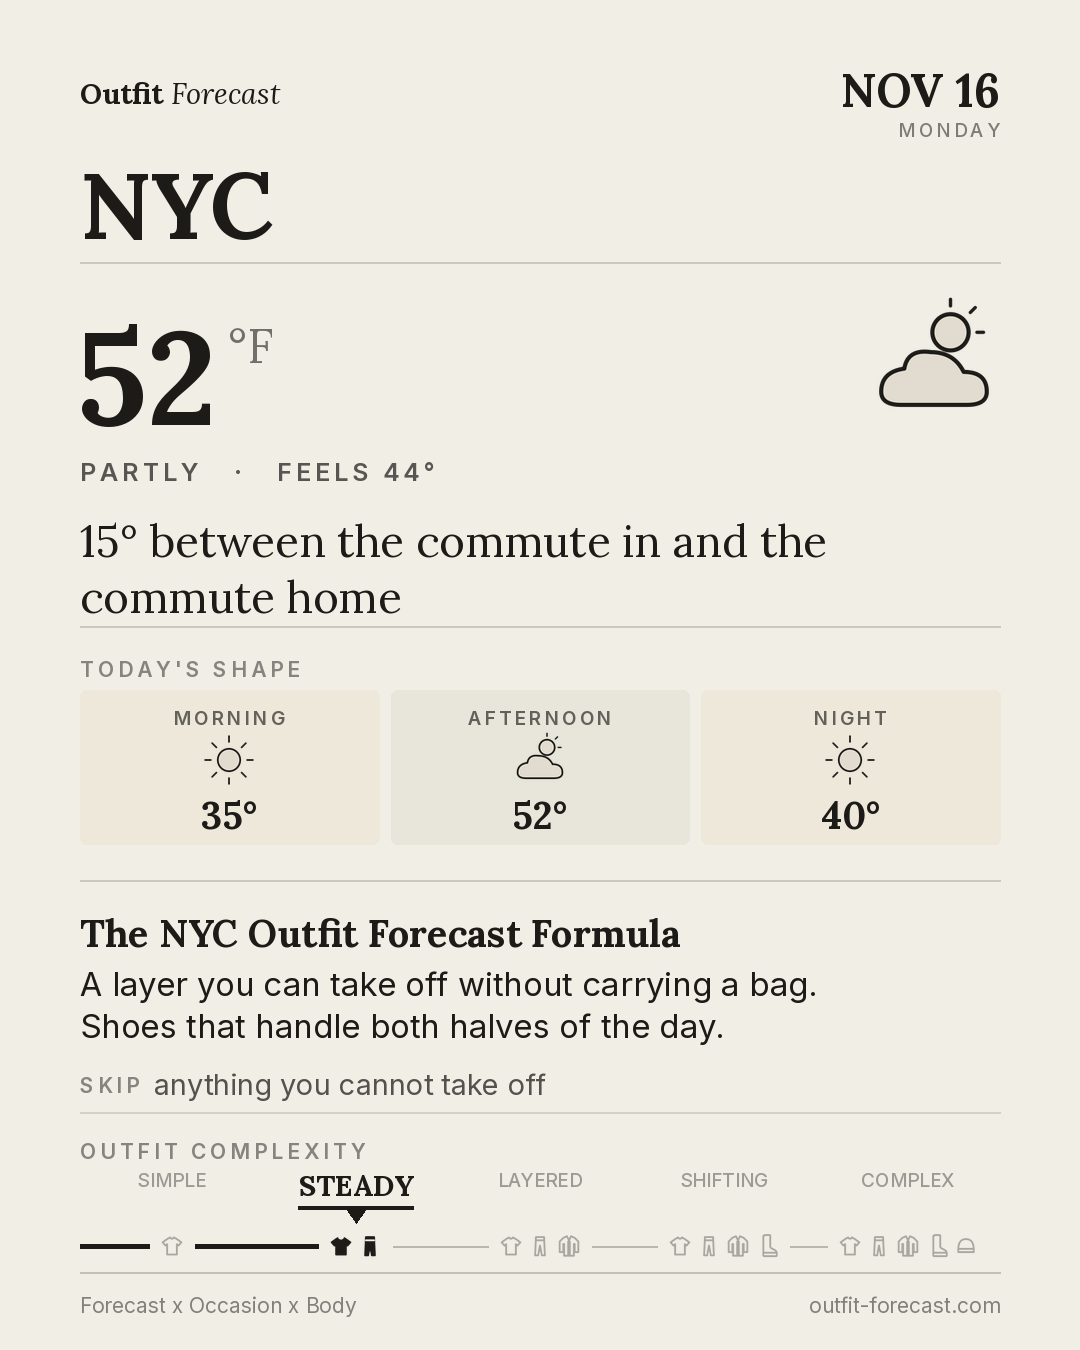 Outfit Forecast
NOV 16
MONDAY
NYC
52 °F
PARTLY · FEELS 44°
15° between the commute in and the
commute home
TODAY'S SHAPE
MORNING
35°
AFTERNOON
52°
NIGHT
40°
The NYC Outfit Forecast Formula
A layer you can take off without carrying a bag.
Shoes that handle both halves of the day.
SKIP anything you cannot take off
OUTFIT COMPLEXITY
SIMPLE STEADY LAYERED SHIFTING COMPLEX
Forecast x Occasion x Body
outfit-forecast.com